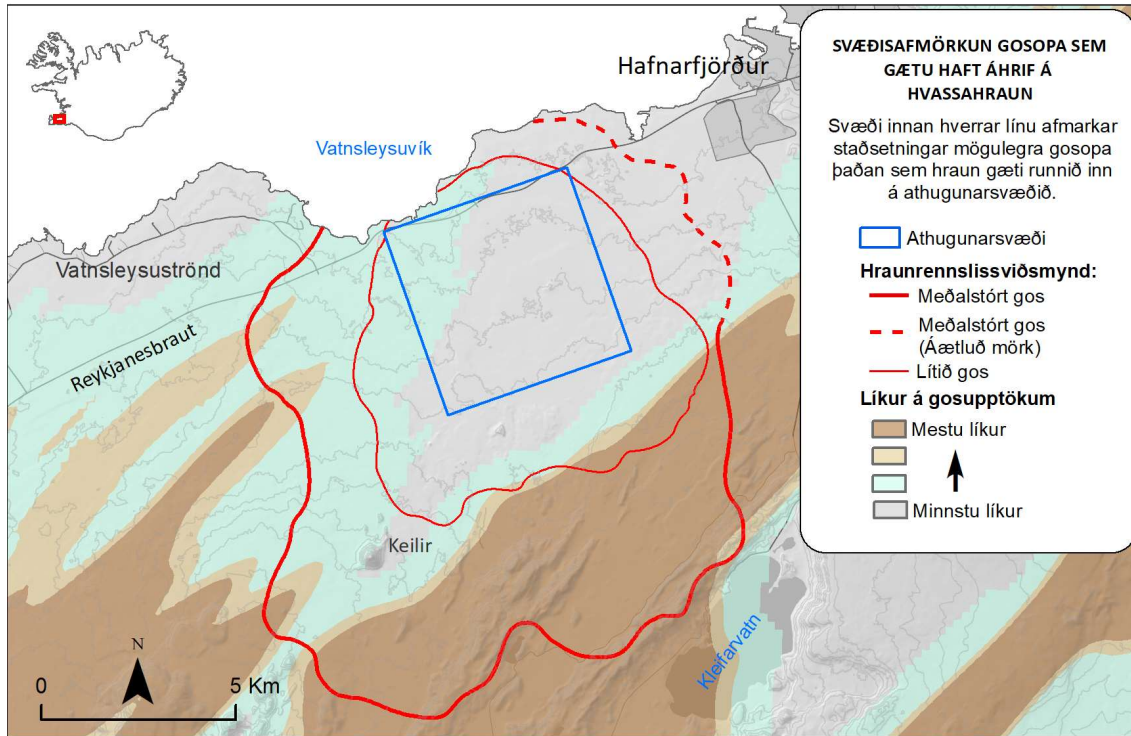 Hafnarfjörður
Vatnsleysuvík
Vatnsleysuströnd
Reykjanesbraut
Keilir
Kleifarvatn
N
0 5 Km
SVÆÐISAFMÖRKUN GOSOPA SEM
GÆTU HAFT ÁHRIF Á
HVASSAHRAUN
Svæði innan hverrar línu afmarkar
staðsetningar mögulegra gosopa
þaðan sem hraun gæti runnið inn
á athugunarsvæðið.
Athugunarsvæði
Hraunrennslissviðsmynd:
Meðalstórt gos
Meðalstórt gos
(Áætluð mörk)
Lítið gos
Líkur á gosupptökum
Mestu líkur
Minnstu líkur